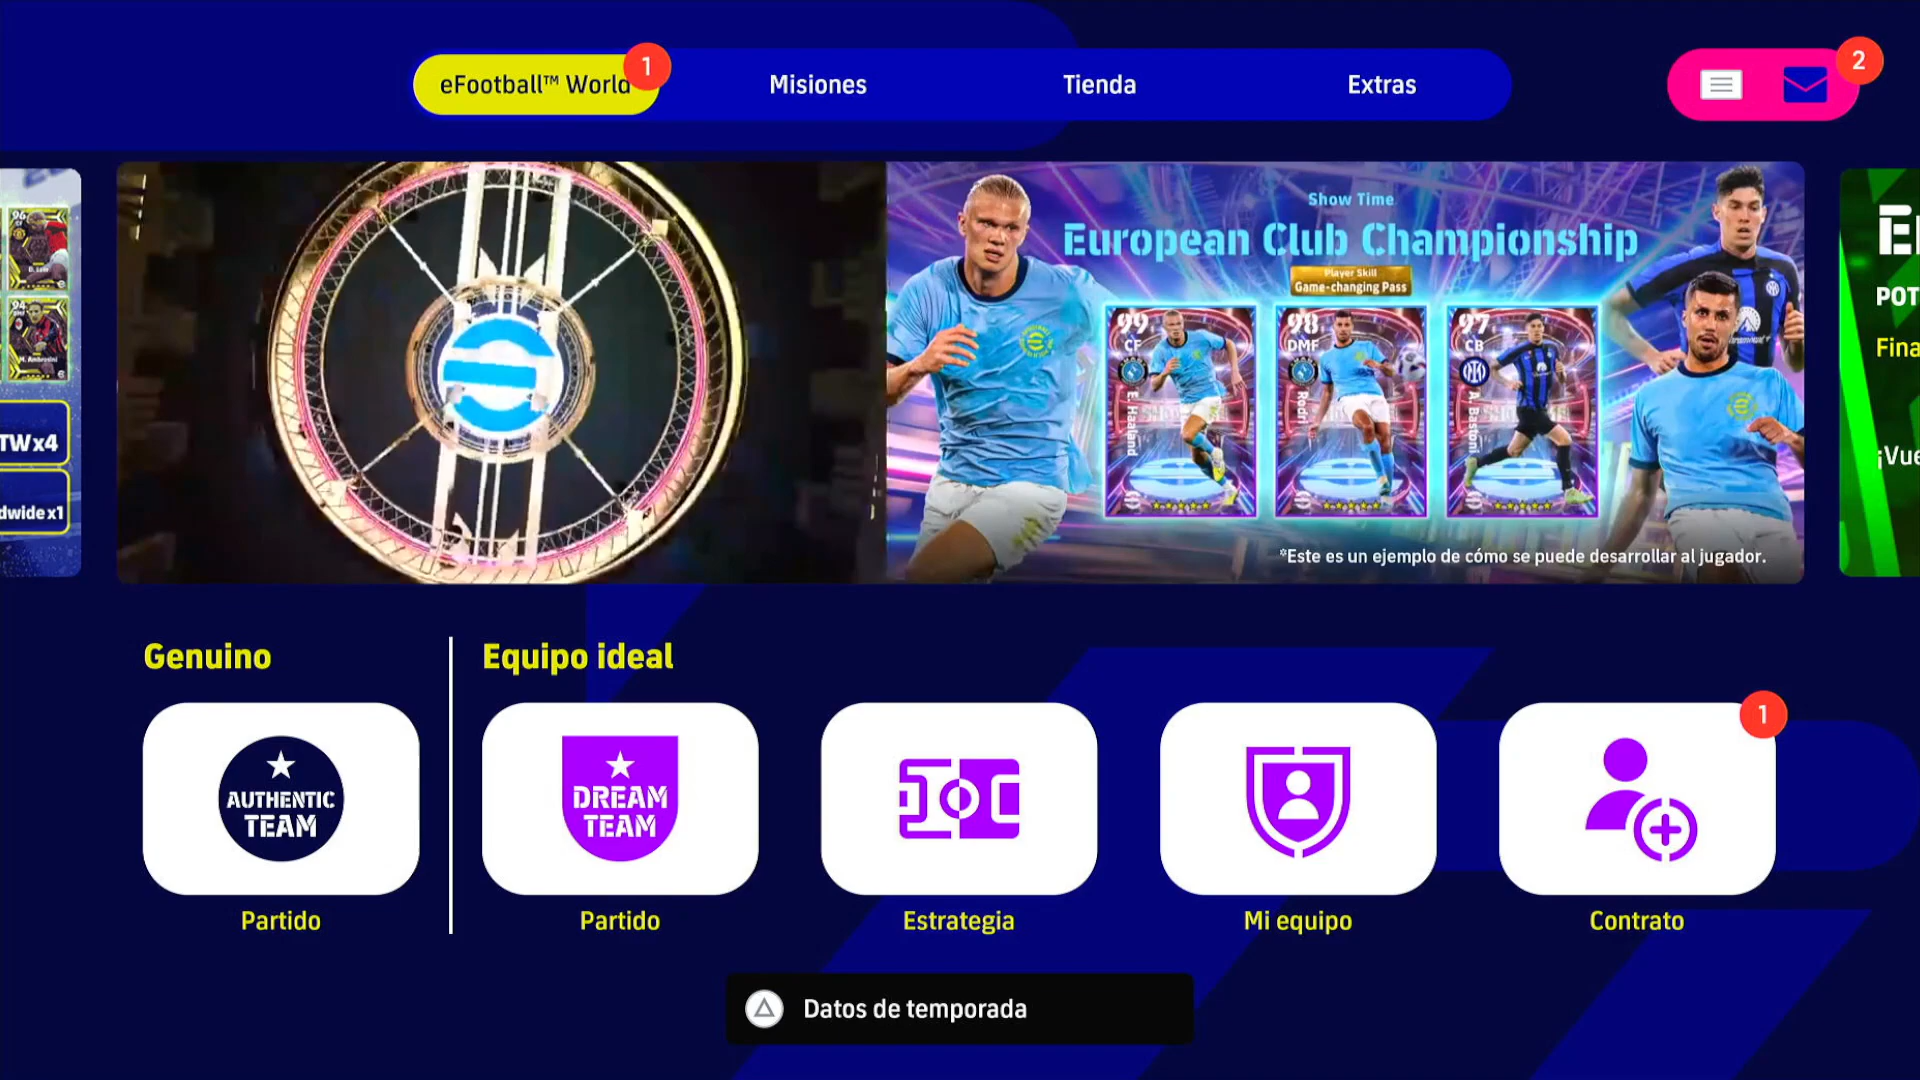 eFootball™ World
1
Misiones
Tienda
Extras
2
96
94
M. Ambrosini
TWx4
dwide x1
Show Time
European Club Championship
Player Skill
Game-changing Pass
99
CF
E. Haaland
98
DMF
Rodri
97
CB
A. Bastoni
*Este es un ejemplo de cómo se puede desarrollar al jugador.
POT
Fina
¡Vue
Genuino
Equipo ideal
AUTHENTIC
TEAM
DREAM
TEAM
1
Partido
Partido
Estrategia
Mi equipo
Contrato
Datos de temporada